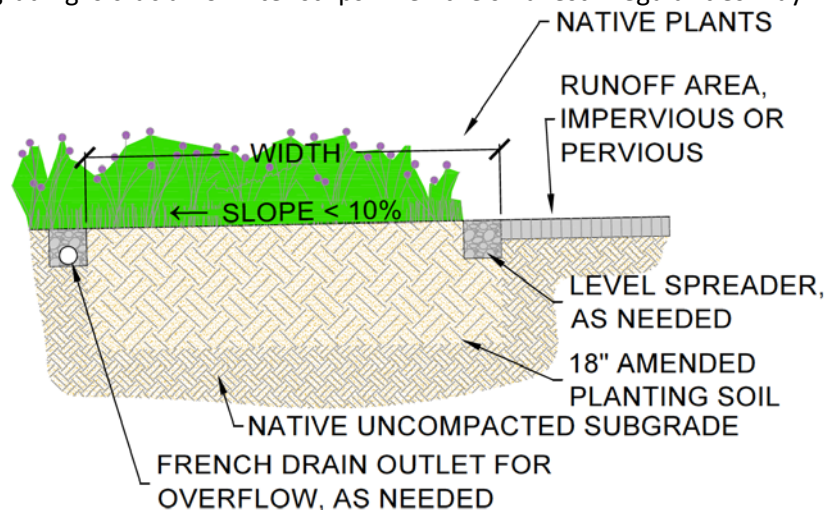 NATIVE PLANTS
RUNOFF AREA,
IMPERVIOUS OR
PERVIOUS
WIDTH
← SLOPE < 10%
LEVEL SPREADER,
AS NEEDED
18" AMENDED
PLANTING SOIL
NATIVE UNCOMPACTED SUBGRADE
FRENCH DRAIN OUTLET FOR
OVERFLOW, AS NEEDED